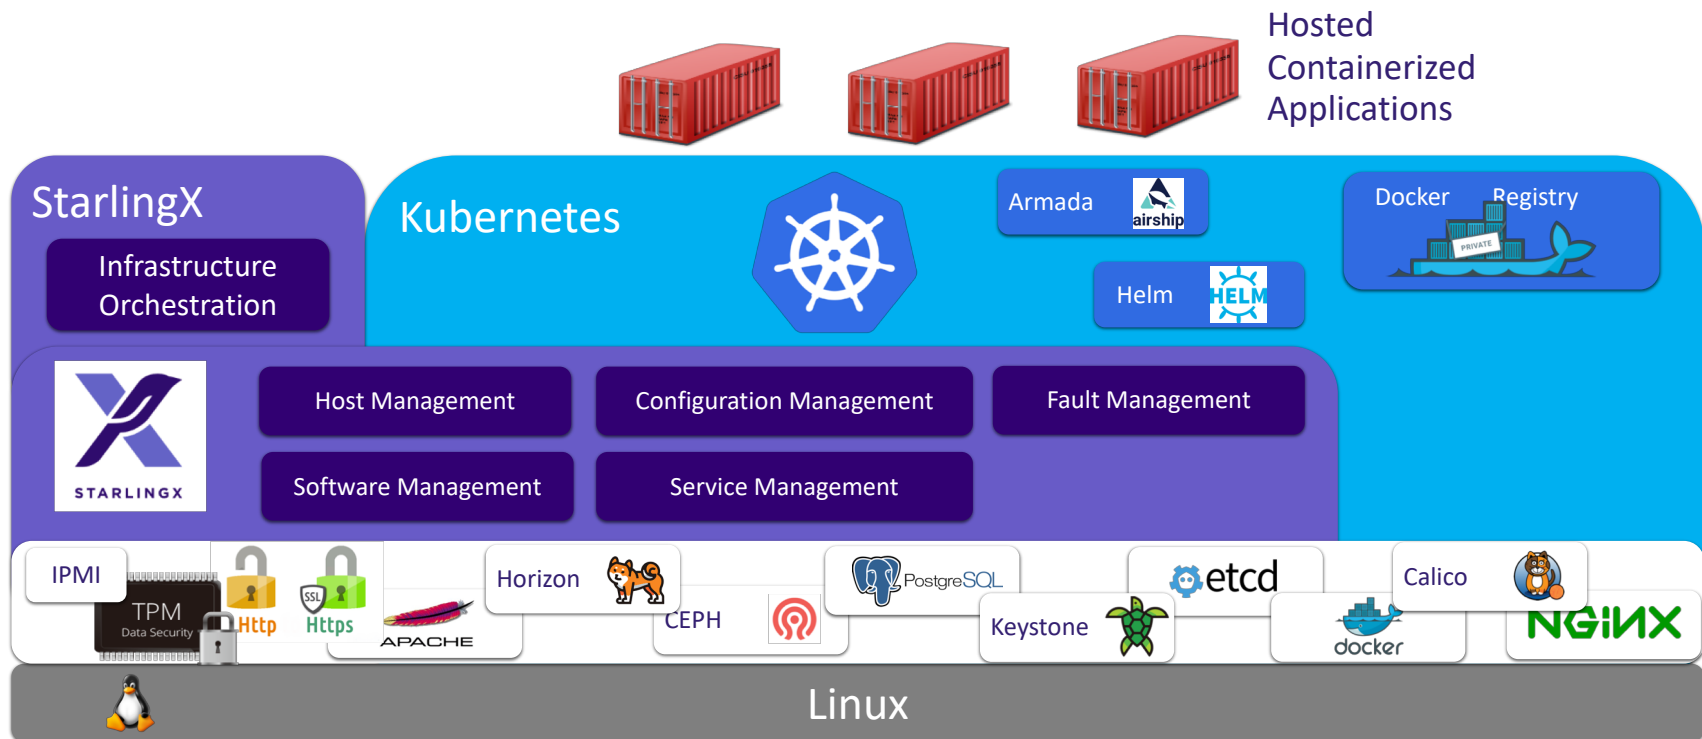 Hosted
Containerized
Applications
StarlingX
Infrastructure
Orchestration
Kubernetes
Armada
airship
Helm
HELM
Docker Registry
PRIVATE
STARLINGX
Host Management
Configuration Management
Fault Management
Software Management
Service Management
IPMI
TPM
Data Security
Http
SSL
Https
APACHE
Horizon
CEPH
PostgreSQL
Keystone
etcd
docker
Calico
NGINX
Linux